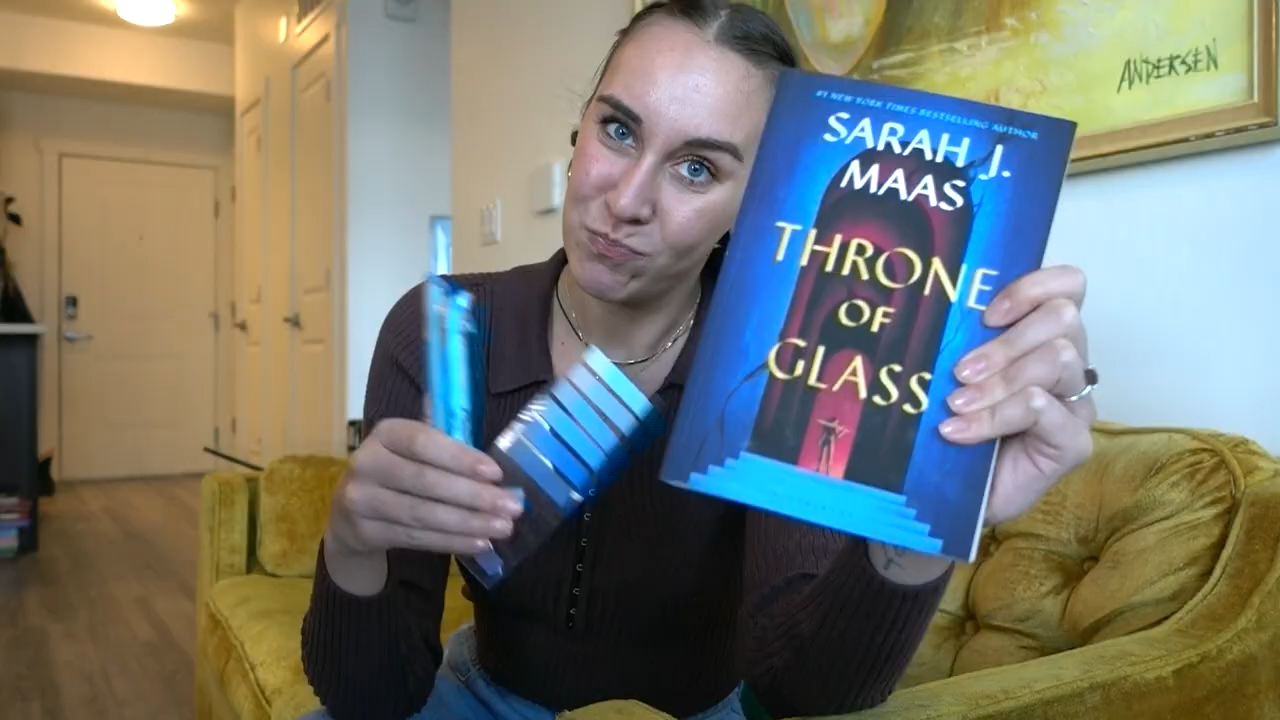 ANDERSEN
#1 NEW YORK TIMES BESTSELLING AUTHOR
SARAH J.
MAAS
THRONE
OF
GLASS